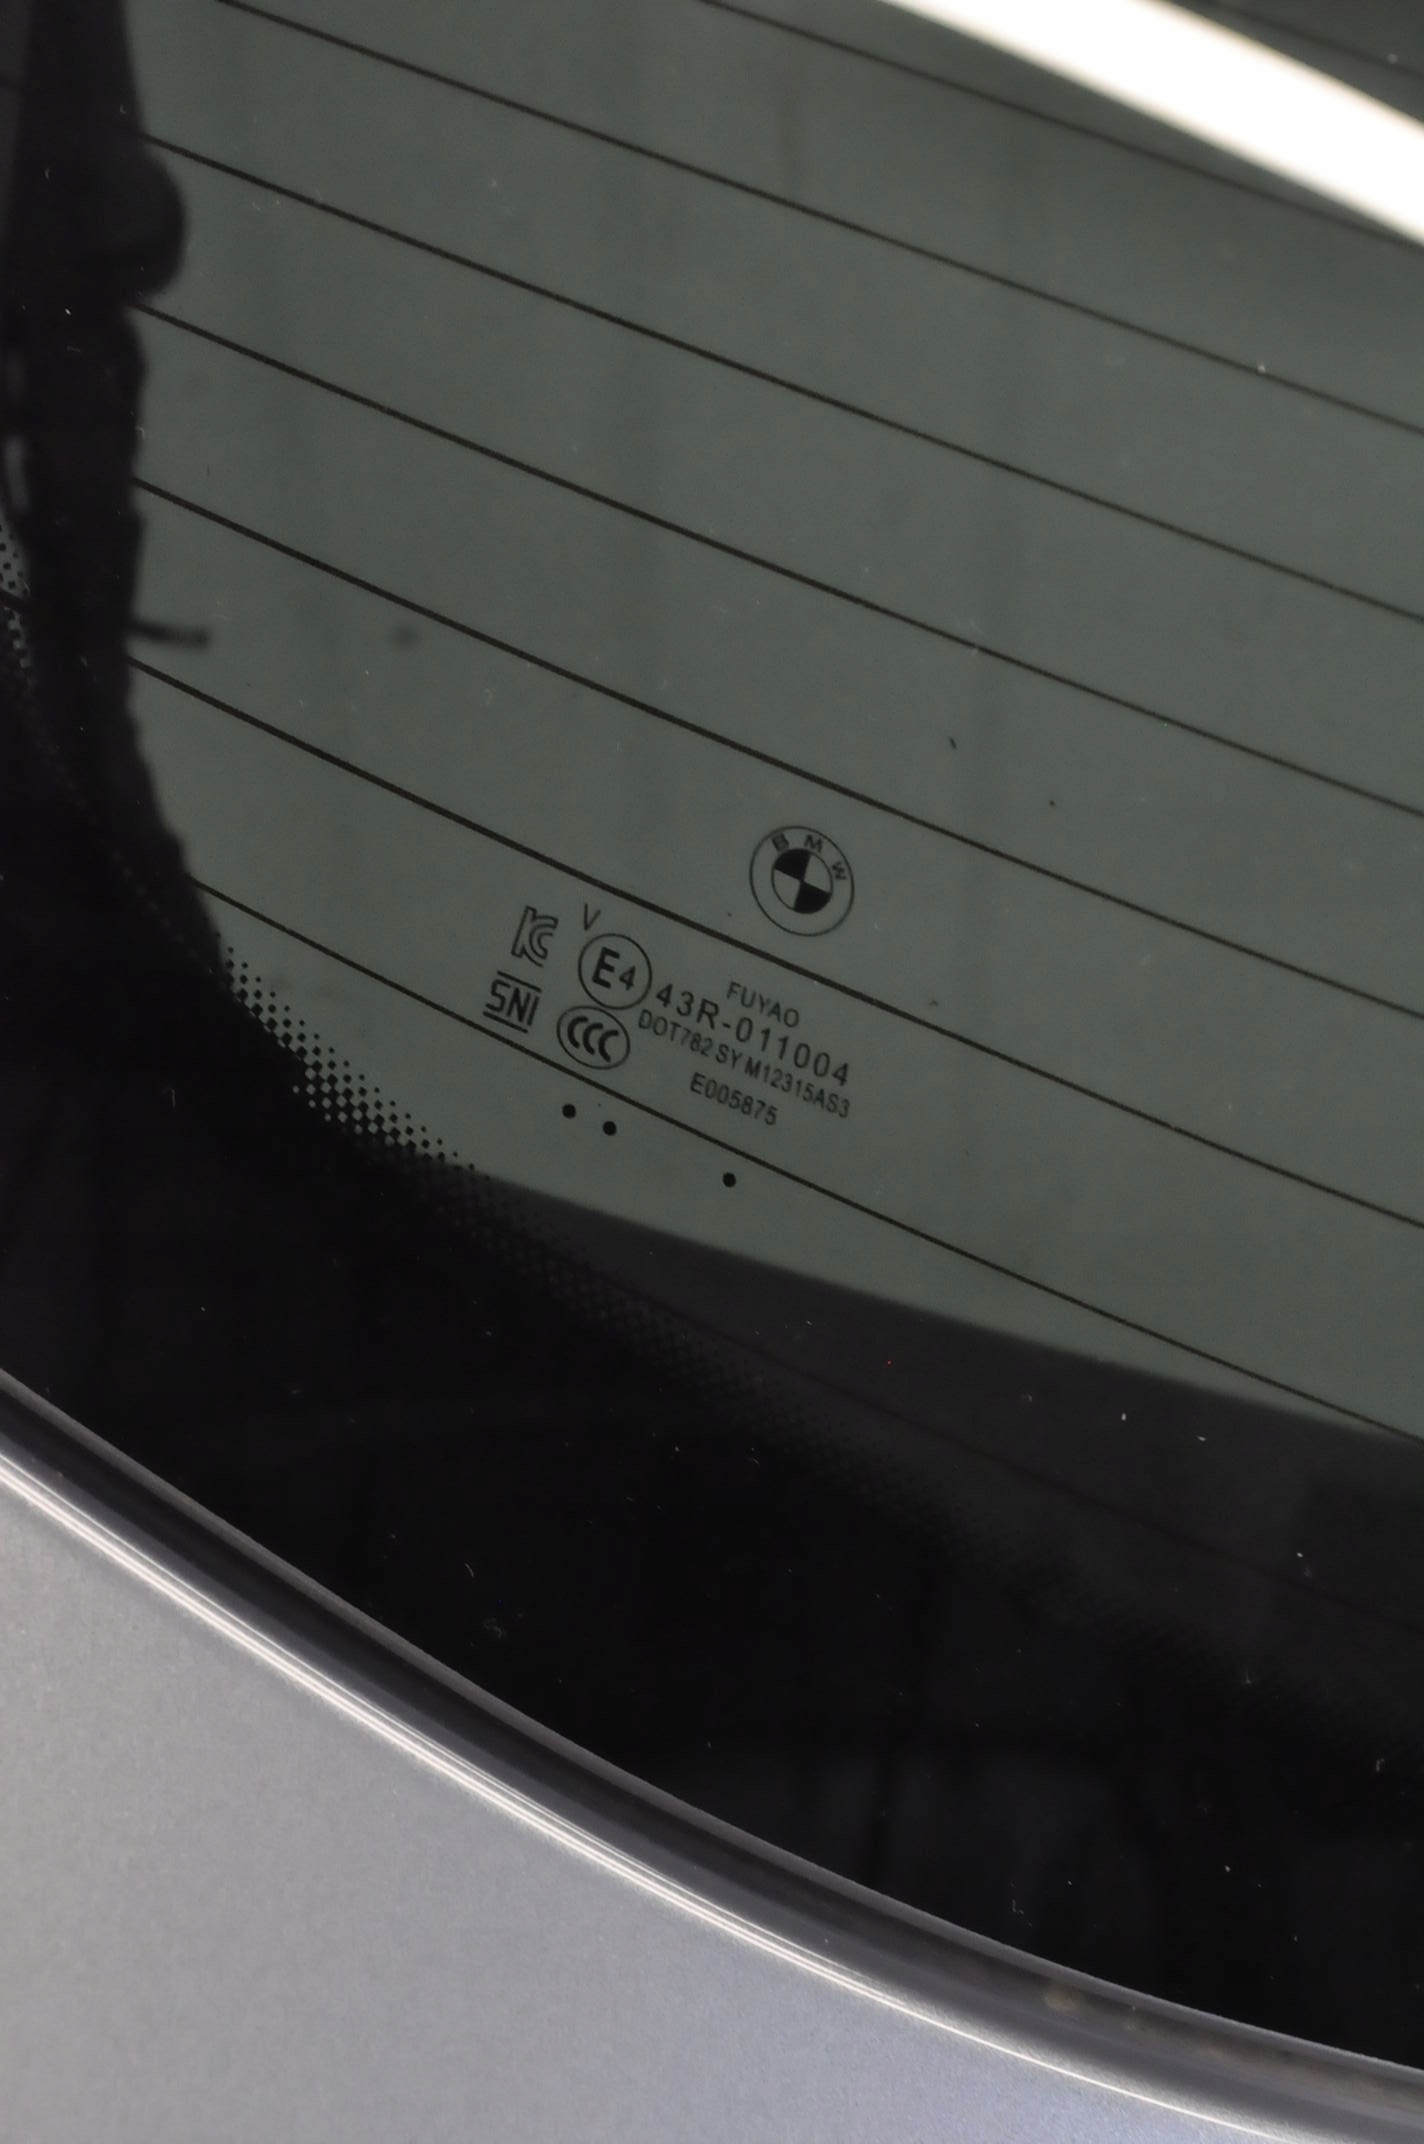 BMW
V
KC
E4
FUYAO
43R-011004
SNI
CCC
DOT782 SY M12315AS3
E005875